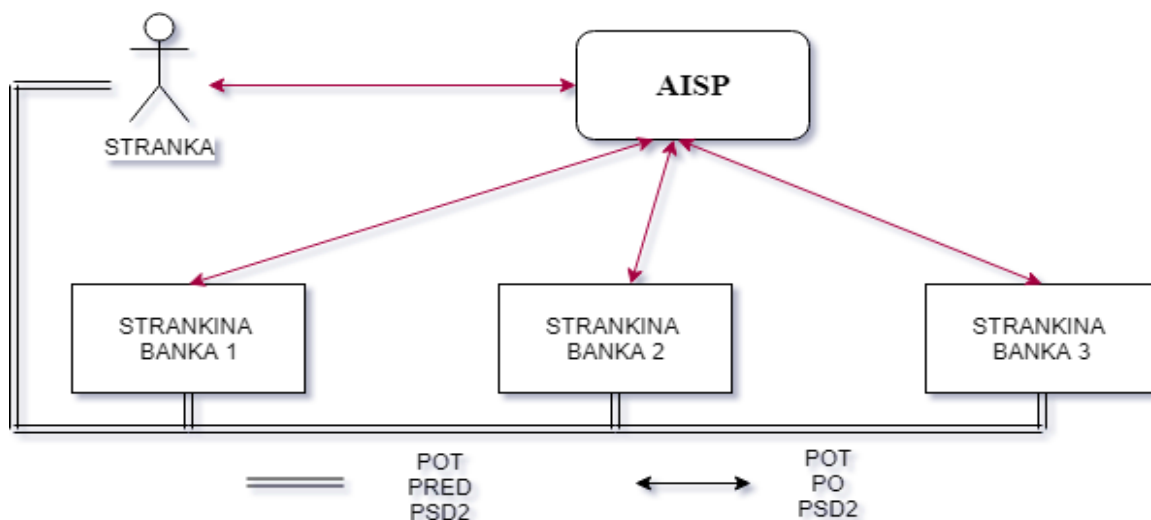 AISP
STRANKA
STRANKINA
BANKA 1
STRANKINA
BANKA 2
STRANKINA
BANKA 3
POT
PRED
PSD2
POT
PO
PSD2